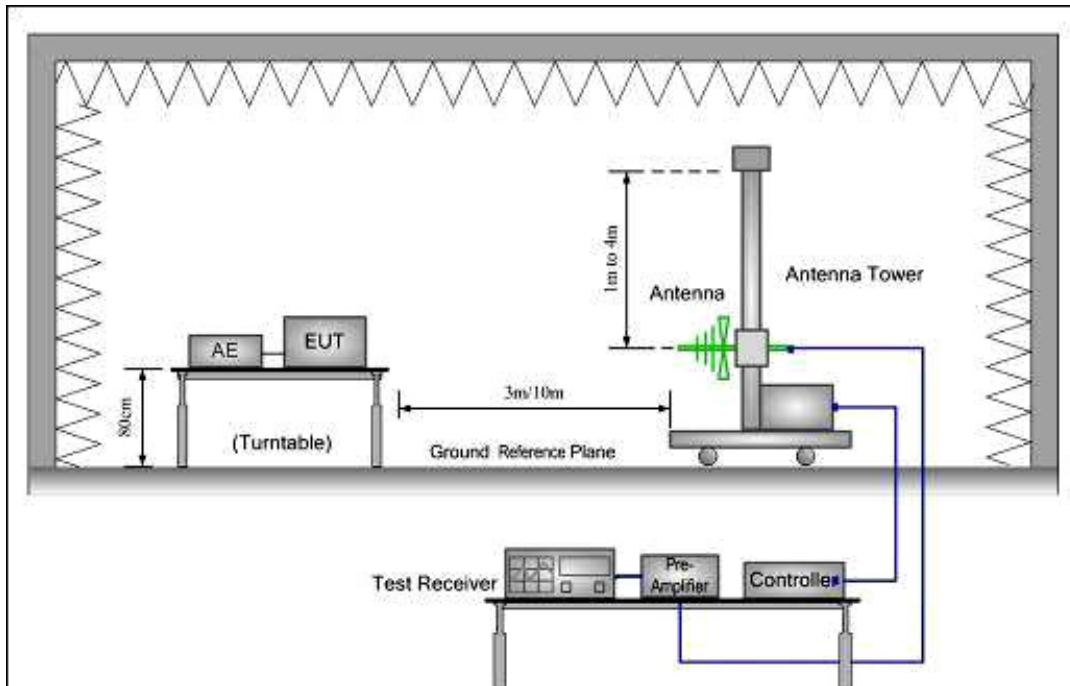 1m to 4m
Antenna Tower
Antenna
AE
EUT
3m/10m
80cm
(Turntable)
Ground Reference Plane
Test Receiver
Pre-
Amplifier
Controlle